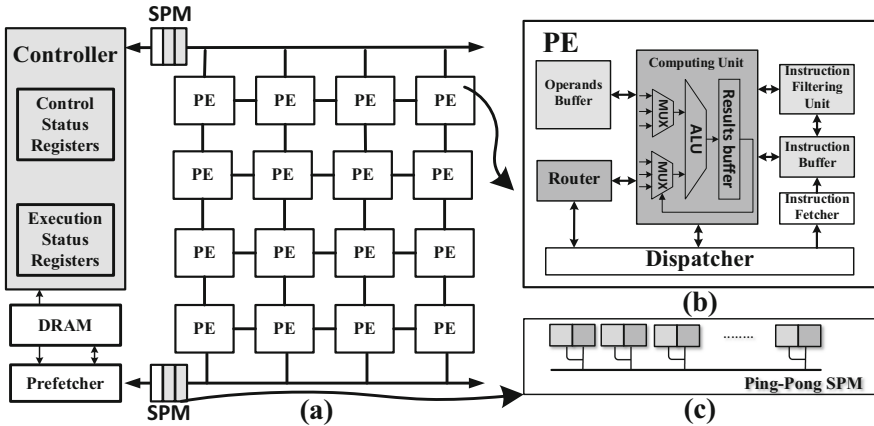 SPM
Controller
Control
Status
Registers
Execution
Status
Registers
DRAM
Prefetcher
PE PE PE PE
PE PE PE PE
PE PE PE PE
PE PE PE PE
SPM
(a)
PE
Operands
Buffer
Router
Computing Unit
MUX
MUX
ALU
Results buffer
Instruction
Filtering
Unit
Instruction
Buffer
Instruction
Fetcher
Dispatcher
(b)
........
Ping-Pong SPM
(c)